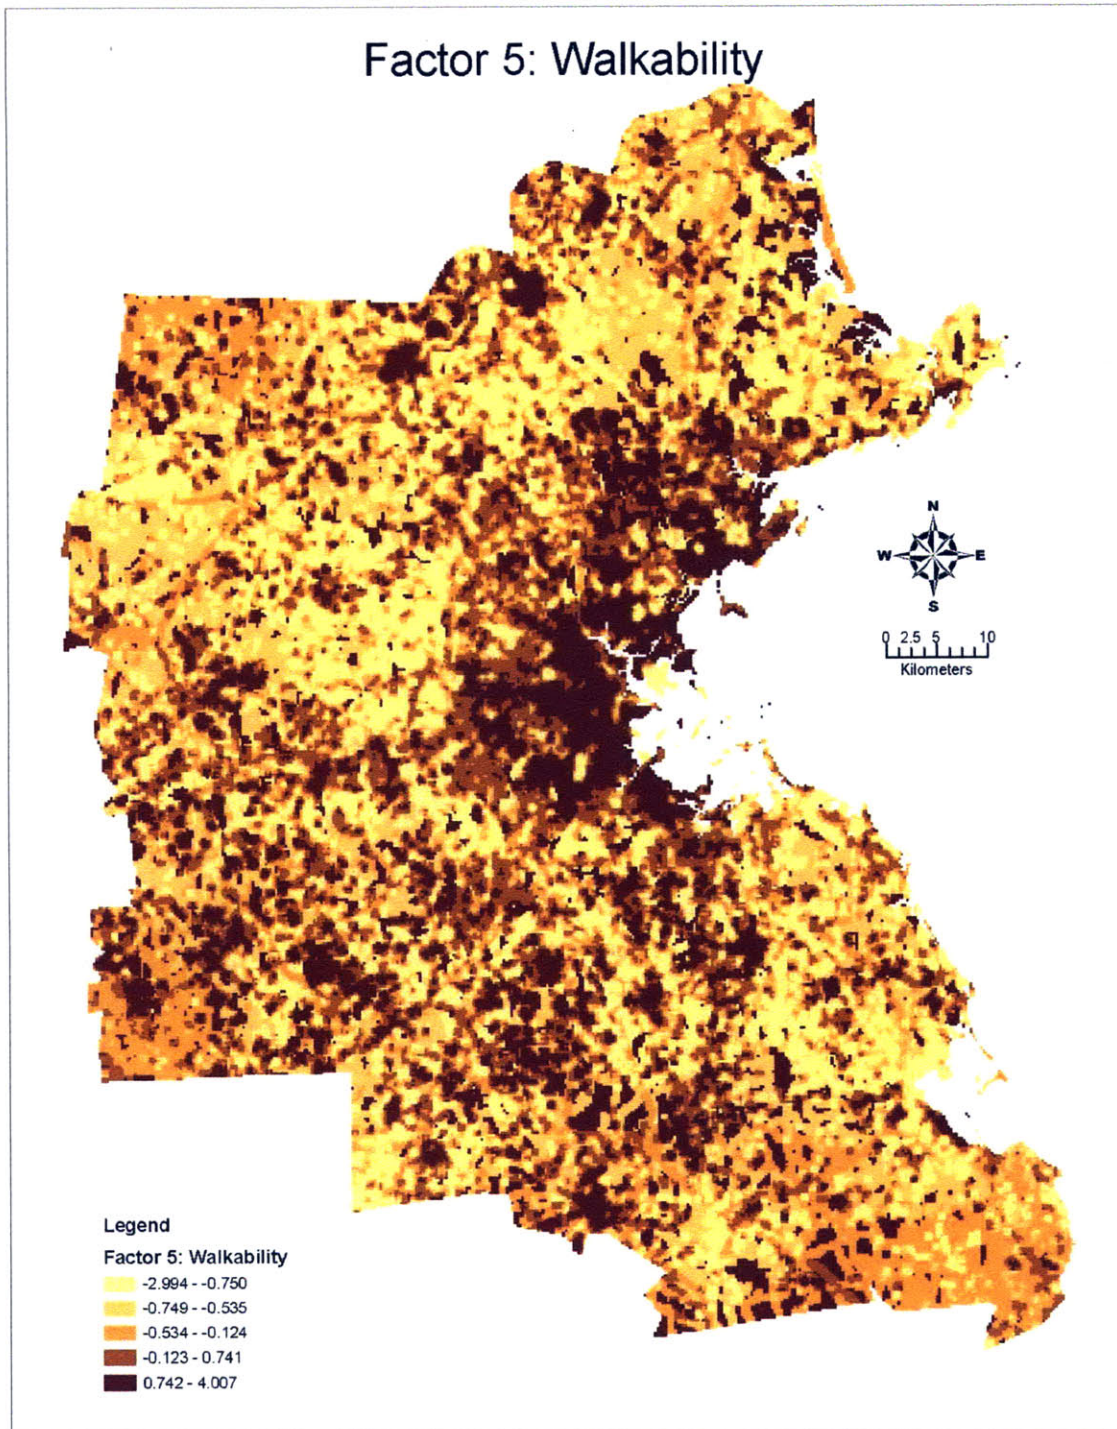 Factor 5: Walkability
N
W E
S
0 2.5 5 10
Kilometers
Legend
Factor 5: Walkability
-2.994 - -0.750
-0.749 - -0.535
-0.534 - -0.124
-0.123 - 0.741
0.742 - 4.007